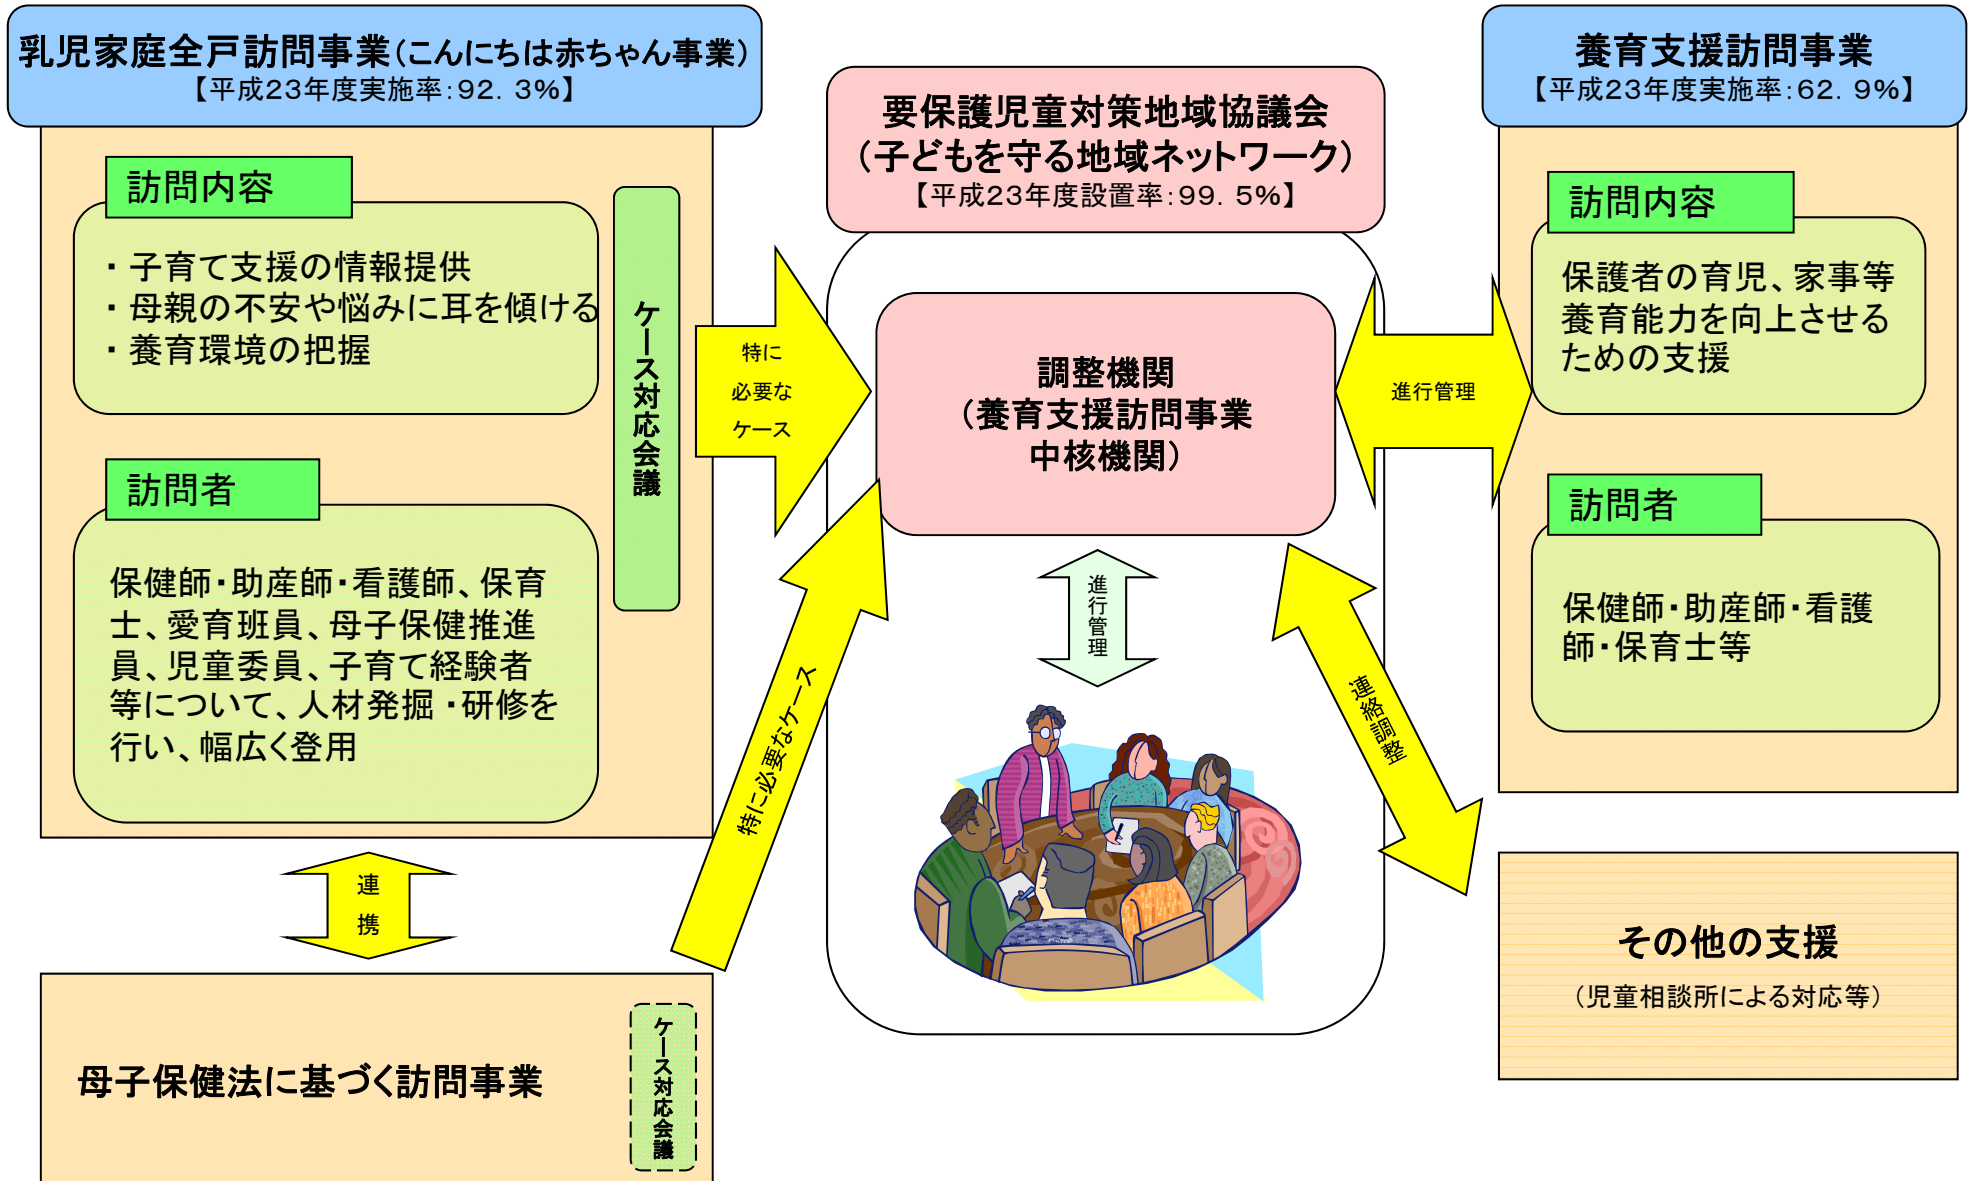 乳児家庭全戸訪問事業(こんにちは赤ちゃん事業)
【平成23年度実施率:92.3%】
訪問内容
・ 子育て支援の情報提供
・ 母親の不安や悩みに耳を傾ける
・ 養育環境の把握
訪問者
保健師・助産師・看護師、保育
士、愛育班員、母子保健推進
員、児童委員、子育て経験者
等について、人材発掘 ・研修を
行い、幅広く登用
ケース対応会議
特に
必要な
ケース
連
携
母子保健法に基づく訪問事業
ケース対応会議
特に必要なケース
要保護児童対策地域協議会
(子どもを守る地域ネットワーク)
【平成23年度設置率:99.5%】
調整機関
(養育支援訪問事業
中核機関)
進行管理
進行管理
連絡調整
養育支援訪問事業
【平成23年度実施率:62.9%】
訪問内容
保護者の育児、家事等
養育能力を向上させる
ための支援
訪問者
保健師・助産師・看護
師・保育士等
その他の支援
(児童相談所による対応等)